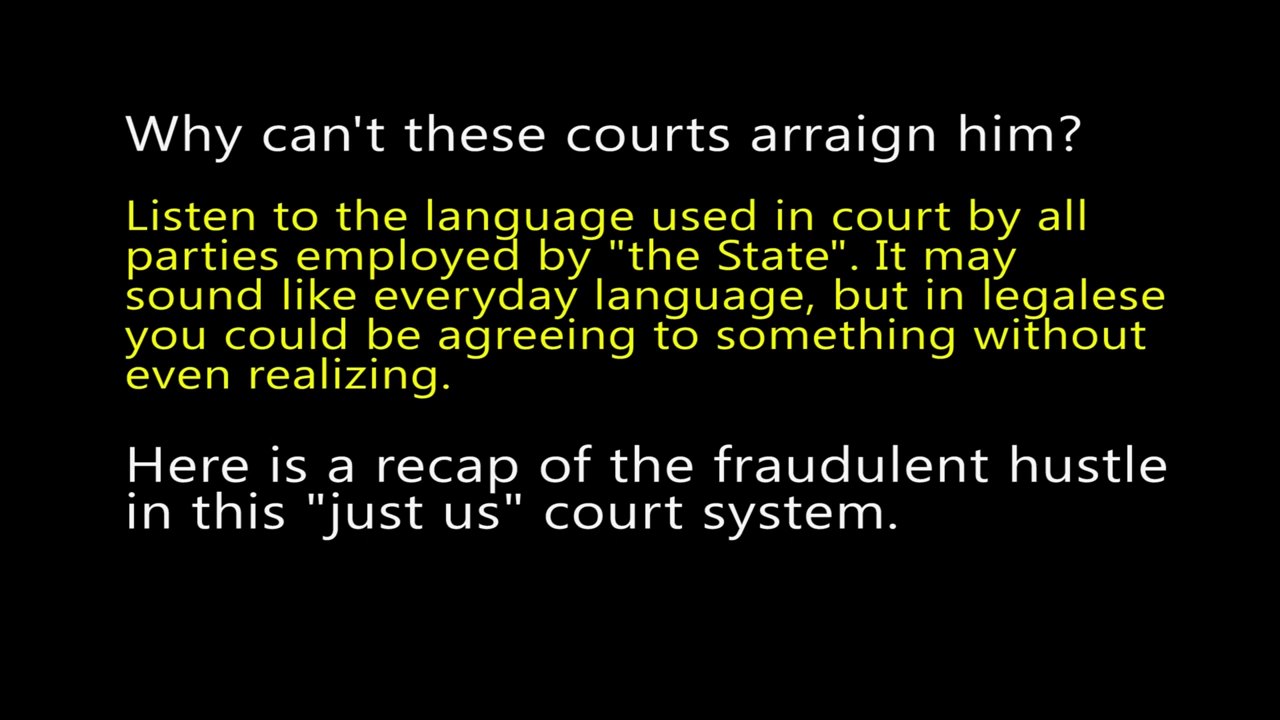 Why can't these courts arraign him?
Listen to the language used in court by all
parties employed by "the State". It may
sound like everyday language, but in legalese
you could be agreeing to something without
even realizing.
Here is a recap of the fraudulent hustle
in this "just us" court system.